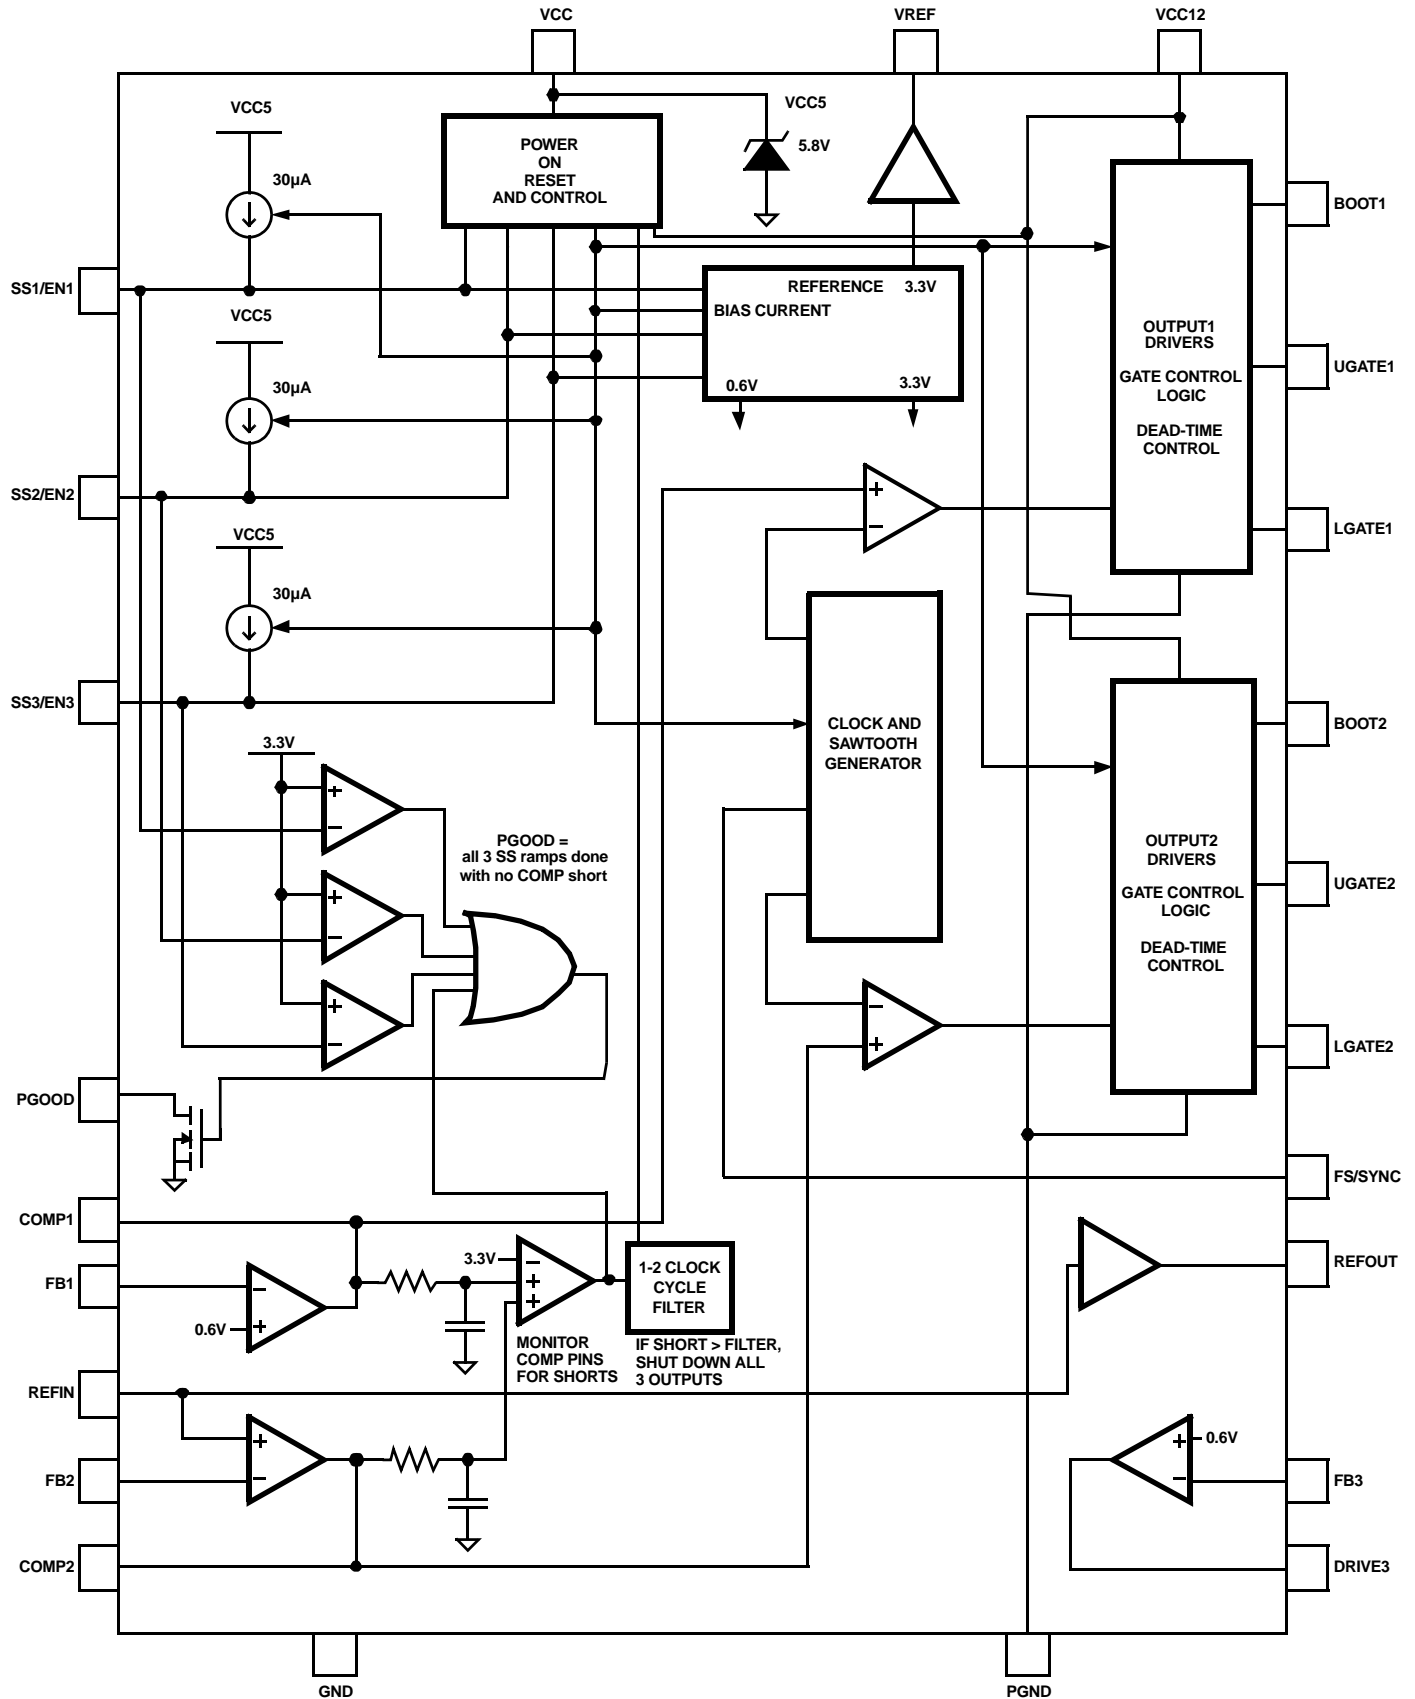 VCC
VREF
VCC12
VCC5
30µA
POWER
ON
RESET
AND CONTROL
VCC5
5.8V
BOOT1
SS1/EN1
REFERENCE 3.3V
BIAS CURRENT
0.6V
3.3V
VCC5
30µA
OUTPUT1
DRIVERS
GATE CONTROL
LOGIC
DEAD-TIME
CONTROL
UGATE1
SS2/EN2
LGATE1
VCC5
30µA
+
−
SS3/EN3
CLOCK AND
SAWTOOTH
GENERATOR
BOOT2
3.3V
+
−
+
−
+
−
PGOOD =
all 3 SS ramps done
with no COMP short
OUTPUT2
DRIVERS
GATE CONTROL
LOGIC
DEAD-TIME
CONTROL
UGATE2
−
+
LGATE2
PGOOD
FS/SYNC
COMP1
FB1
−
0.6V
+
3.3V
−
+
+
MONITOR
COMP PINS
FOR SHORTS
1-2 CLOCK
CYCLE
FILTER
IF SHORT > FILTER,
SHUT DOWN ALL
3 OUTPUTS
REFOUT
REFIN
+
−
FB2
+
0.6V
−
FB3
COMP2
DRIVE3
GND
PGND